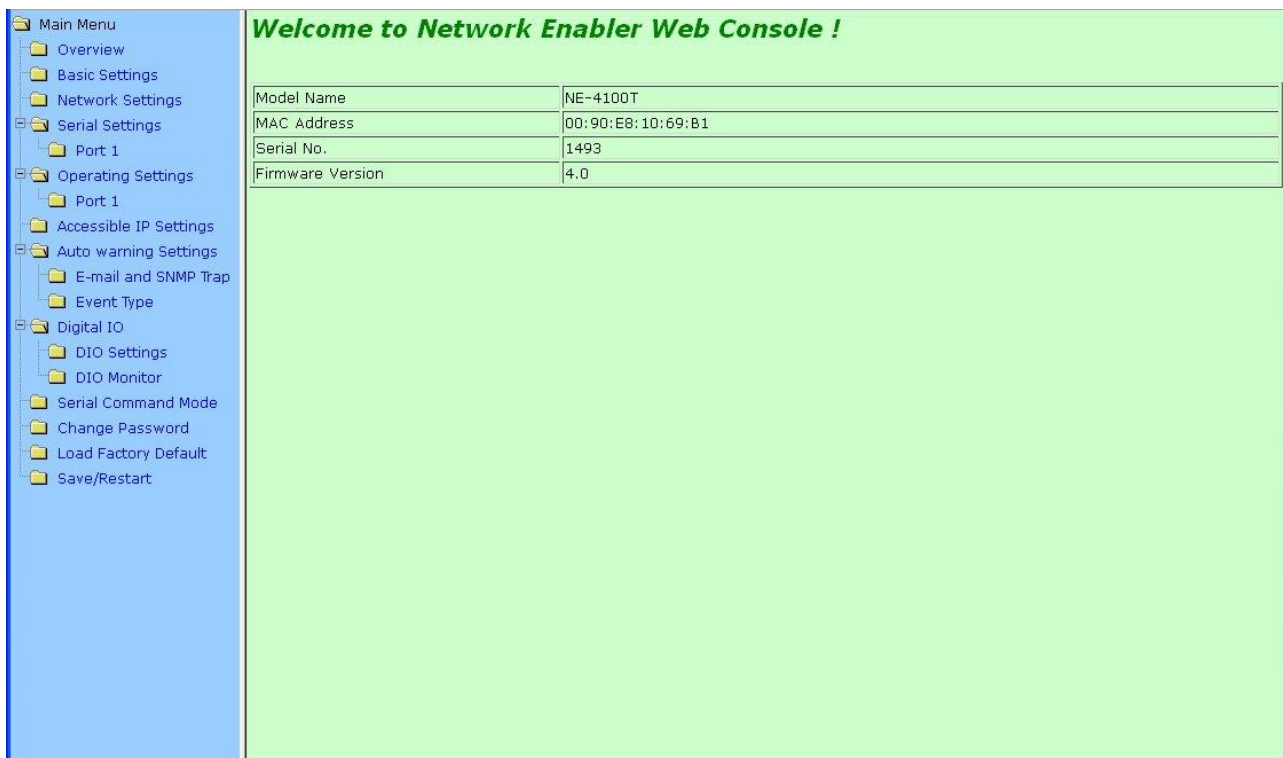 Main Menu
Overview
Basic Settings
Network Settings
Serial Settings
Port 1
Operating Settings
Port 1
Accessible IP Settings
Auto warning Settings
E-mail and SNMP Trap
Event Type
Digital IO
DIO Settings
DIO Monitor
Serial Command Mode
Change Password
Load Factory Default
Save/Restart
Welcome to Network Enabler Web Console !
Model Name NE-4100T
MAC Address 00:90:E8:10:69:B1
Serial No. 1493
Firmware Version 4.0